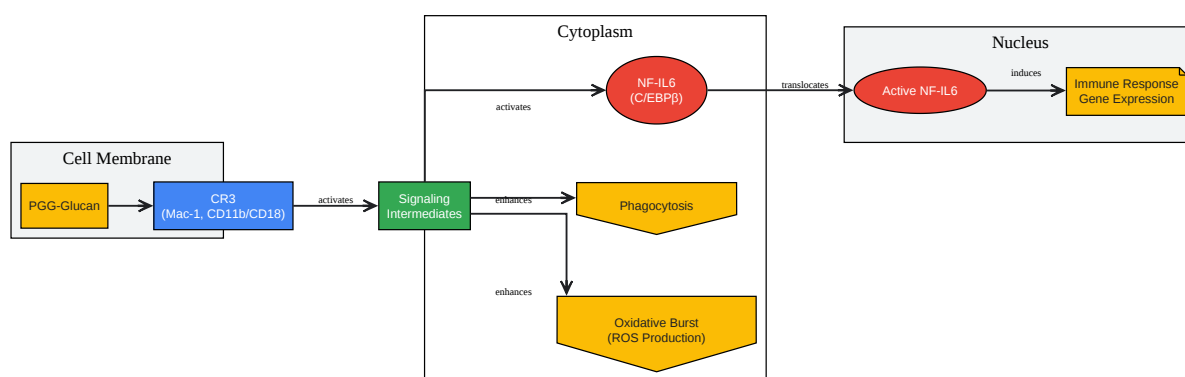 Cytoplasm
Nucleus
NF-IL6
(C/EBPβ)
translocates
Active NF-IL6
induces
Immune Response
Gene Expression
activates
Cell Membrane
PGG-Glucan
CR3
(Mac-1, CD11b/CD18)
activates
Signaling
Intermediates
enhances
Phagocytosis
enhances
Oxidative Burst
(ROS Production)